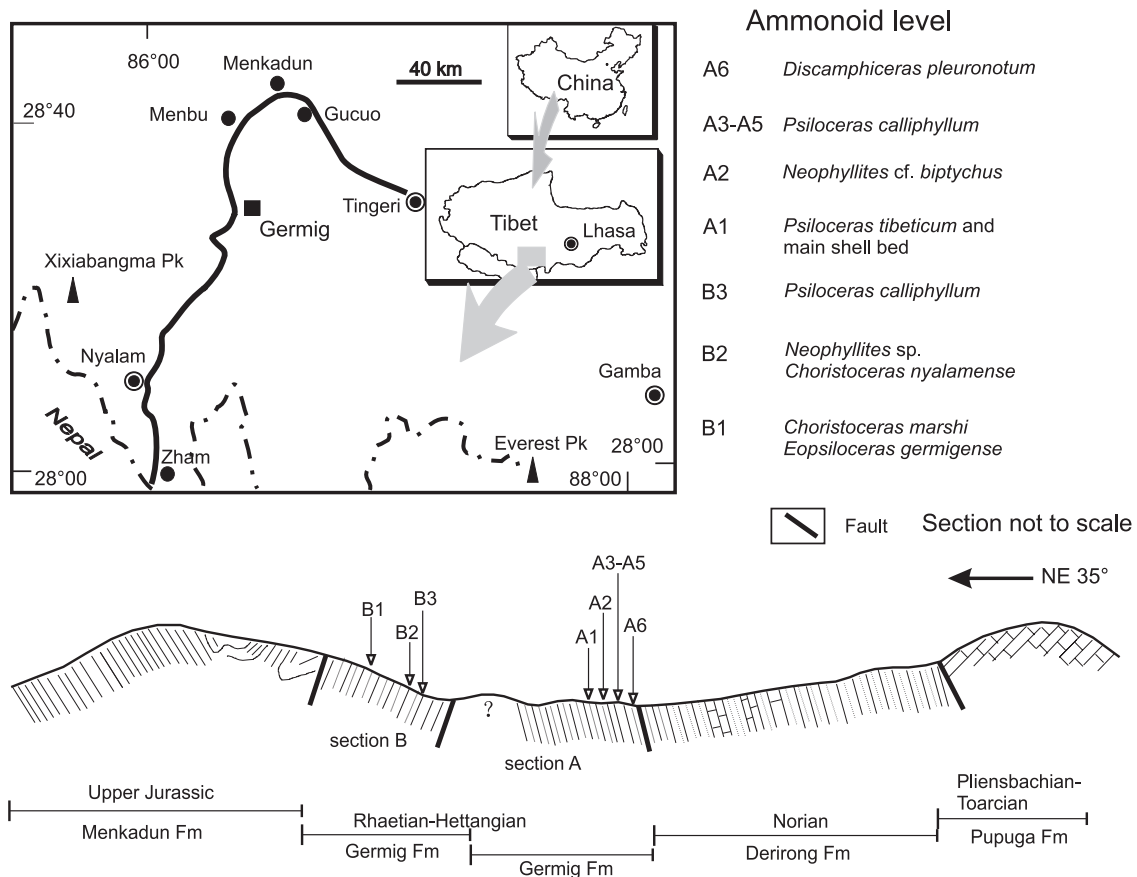 86°00
Menkadun
40 km
China
28°40
Menbu
Gucuo
Tingeri
Tibet
Lhasa
Germig
Xixiabangma Pk
Nyalam
Gamba
Nepal
Everest Pk
28°00
Zham
28°00
88°00
Ammonoid level
A6 Discamphiceras pleuronotum
A3-A5 Psiloceras calliphyllum
A2 Neophyllites cf. biptychus
A1 Psiloceras tibeticum and
main shell bed
B3 Psiloceras calliphyllum
B2 Neophyllites sp.
Choristoceras nyalamense
B1 Choristoceras marshi
Eopsiloceras germigense
Fault
Section not to scale
NE 35°
A3-A5
B1
B3
B2
A2
A1
A6
?
section B
section A
Upper Jurassic
Menkadun Fm
Rhaetian-Hettangian
Germig Fm
Germig Fm
Norian
Derirong Fm
Pliensbachian-
Toarcian
Pupuga Fm